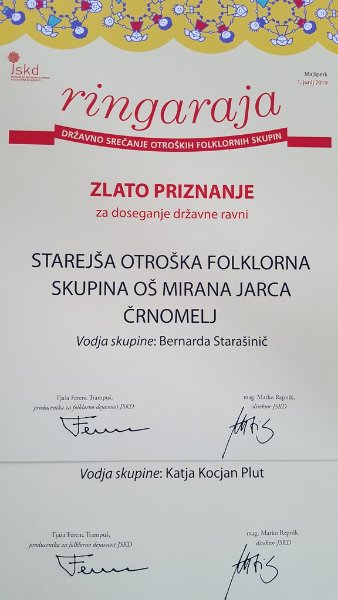 Jskd
Majšperk
1. junij 2019
ringaraja
DRŽAVNO SREČANJE OTROŠKIH FOLKLORNIH SKUPIN
ZLATO PRIZNANJE
za doseganje državne ravni
STAREJŠA OTROŠKA FOLKLORNA
SKUPINA OŠ MIRANA JARCA
ČRNOMELJ
Vodja skupine: Bernarda Starašinič
Tjaša Ferenc Trampuš,
producentka za folklorno dejavnost JSKD
mag. Marko Repnik,
direktor JSKD
Vodja skupine: Katja Kocjan Plut
Tjaša Ferenc Trampuš,
producentka za folklorno dejavnost JSKD
mag. Marko Repnik,
direktor JSKD